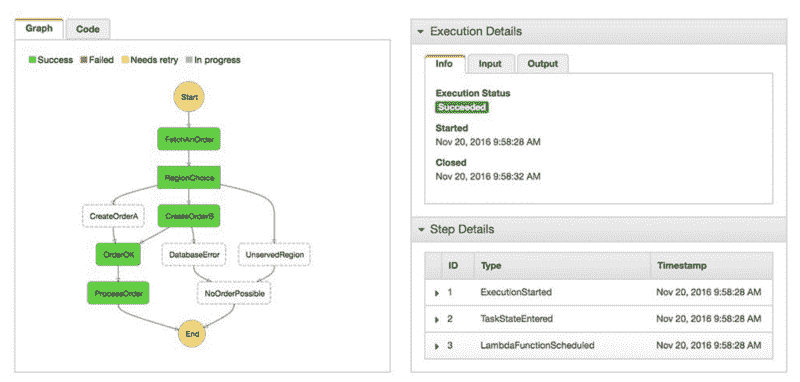 Graph Code
Success Failed Needs retry In progress
Start
FetchAnOrder
RegionChoice
CreateOrderA CreateOrderB
OrderOK DatabaseError UnservedRegion
ProcessOrder NoOrderPossible
End
Execution Details
Info Input Output
Execution Status
Succeeded
Started
Nov 20, 2016 9:58:28 AM
Closed
Nov 20, 2016 9:58:32 AM
Step Details
ID Type Timestamp
1 ExecutionStarted Nov 20, 2016 9:58:28 AM
2 TaskStateEntered Nov 20, 2016 9:58:28 AM
3 LambdaFunctionScheduled Nov 20, 2016 9:58:28 AM